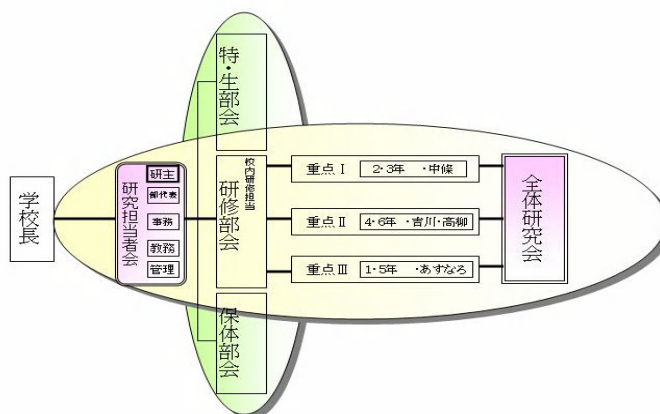 学校長
研究担当者会
研主
部代表
事務
教務
管理
特・生部会
研修部会
校内研修担当
保体部会
重点Ⅰ 2・3年 ・中條
重点Ⅱ 4・6年 ・吉川・高柳
重点Ⅲ 1・5年 ・あすなろ
全体研究会